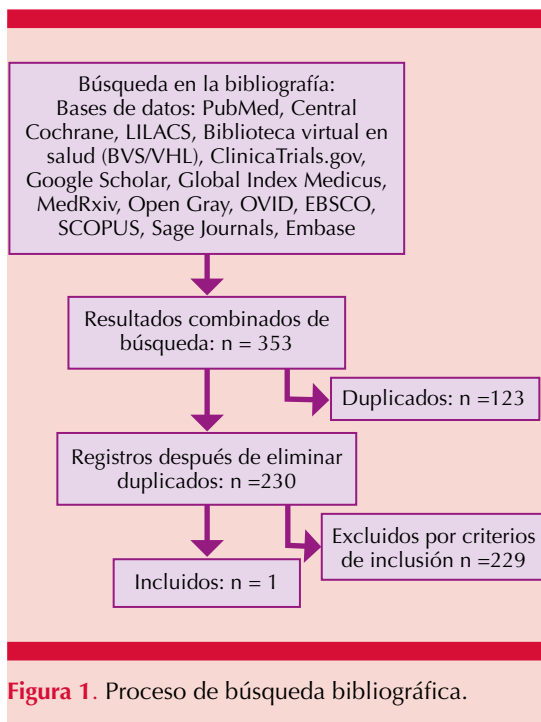 Búsqueda en la bibliografía:
Bases de datos: PubMed, Central
Cochrane, LILACS, Biblioteca virtual en
salud (BVS/VHL), ClinicaTrials.gov,
Google Scholar, Global Index Medicus,
MedRxiv, Open Gray, OVID, EBSCO,
SCOPUS, Sage Journals, Embase
Resultados combinados de
búsqueda: n = 353
Duplicados: n =123
Registros después de eliminar
duplicados: n =230
Excluidos por criterios
de inclusión n =229
Incluidos: n = 1
Figura 1. Proceso de búsqueda bibliográfica.